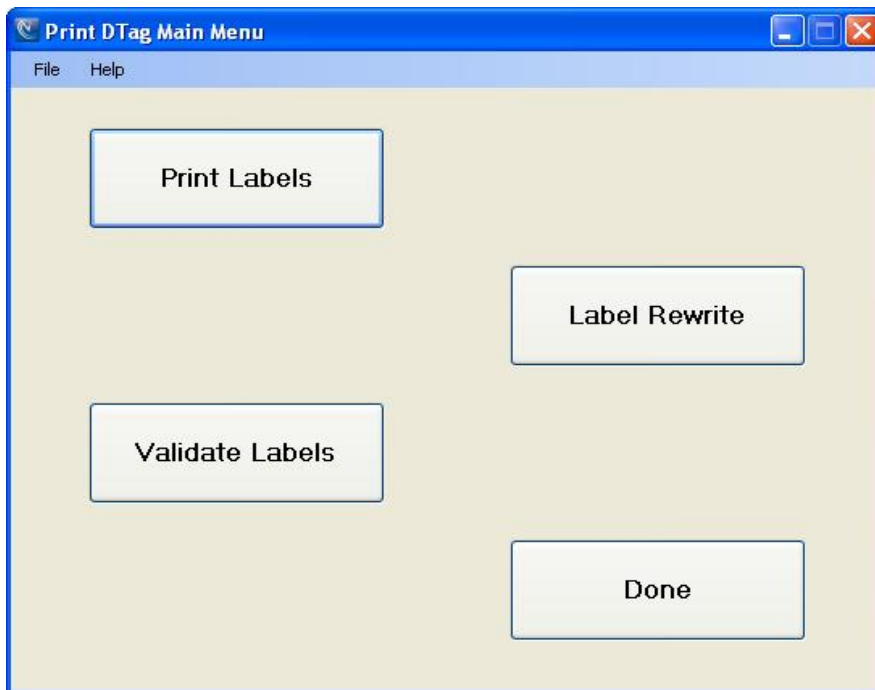 Print DTag Main Menu
File Help
Print Labels
Label Rewrite
Validate Labels
Done